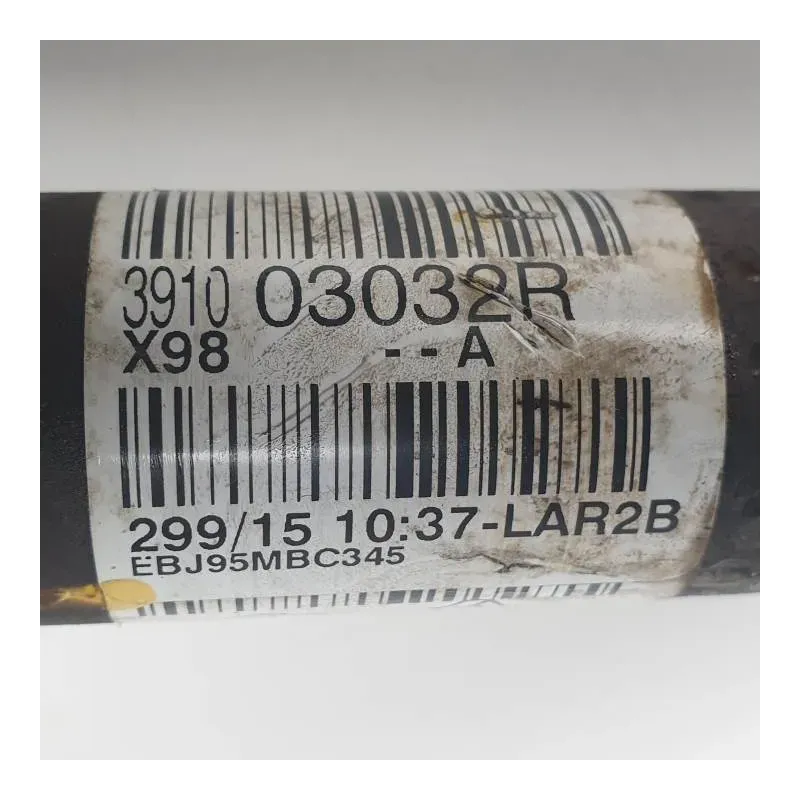 3910 03032R
X98 - - A
299/15 10:37-LAR2B
EBJ95MBC345